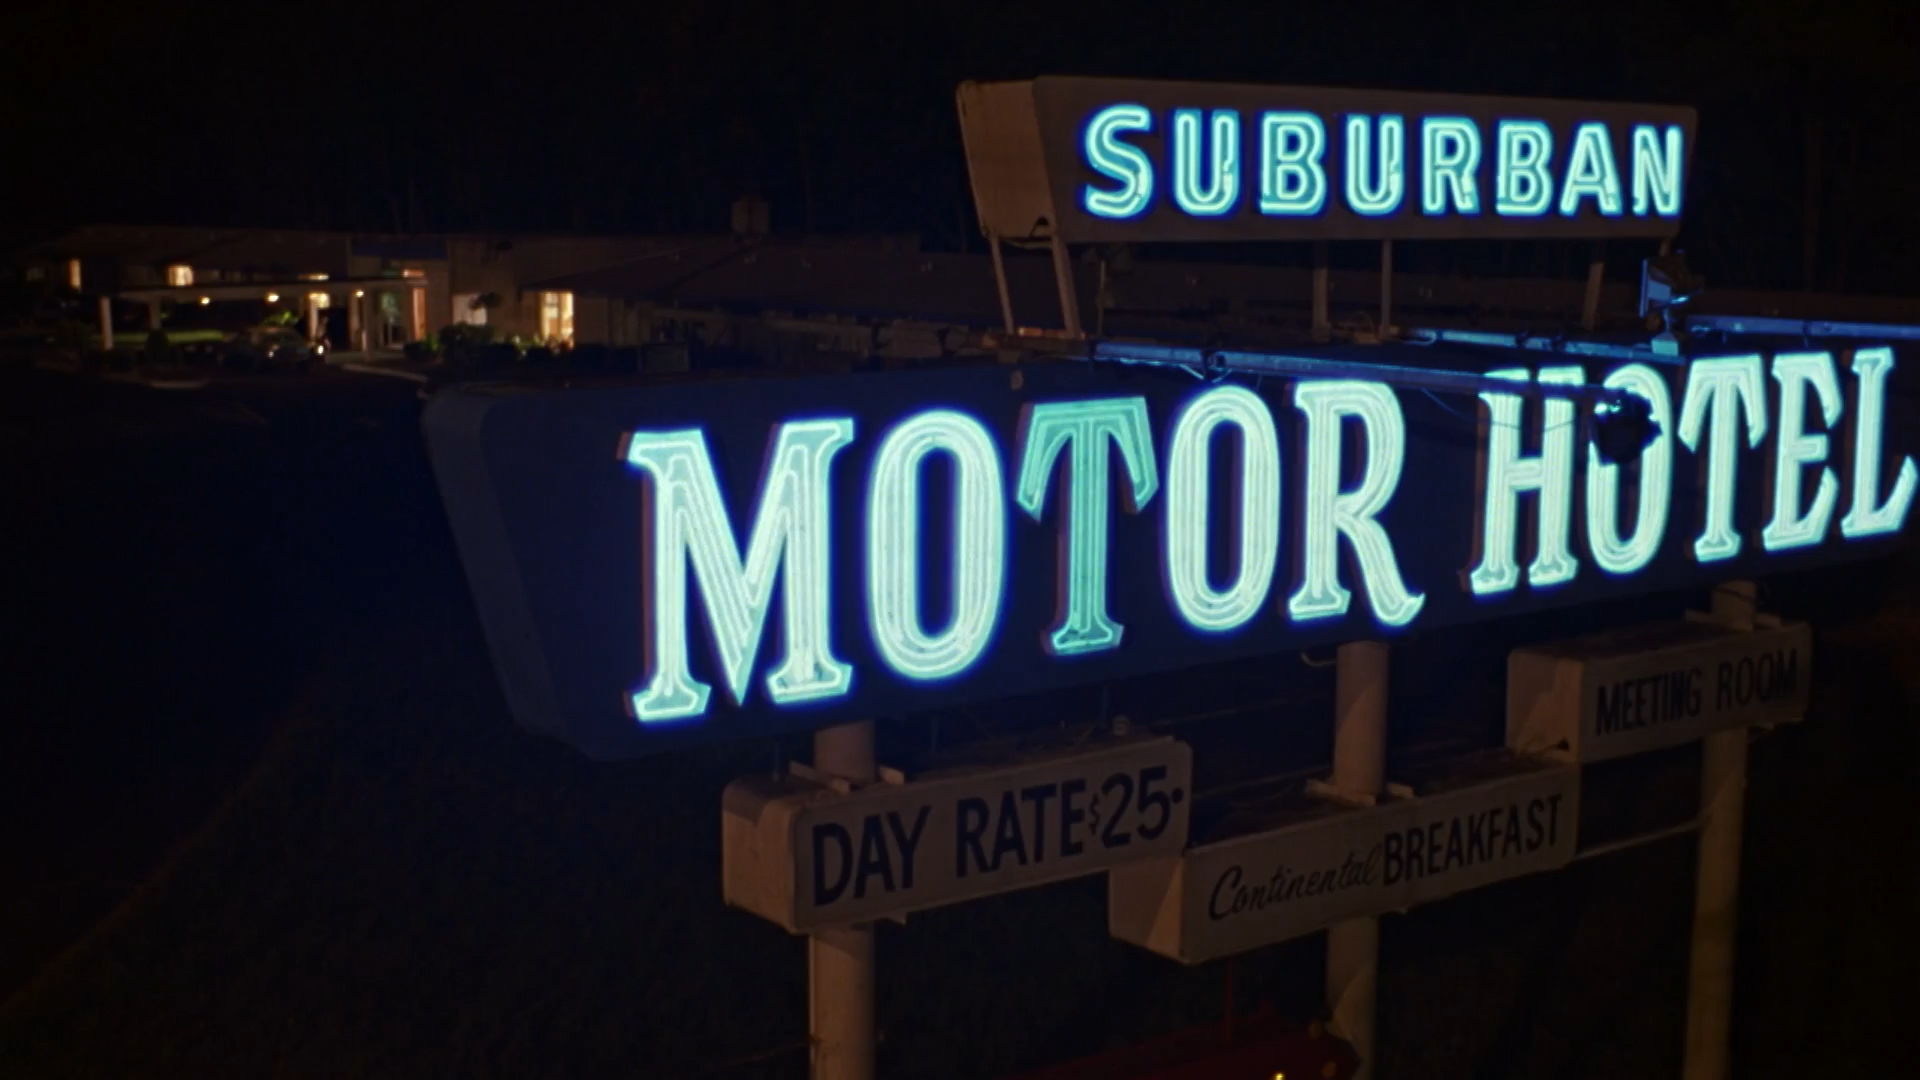 SUBURBAN
MOTOR HOTEL
MEETING ROOM
DAY RATE $25.
Continental BREAKFAST